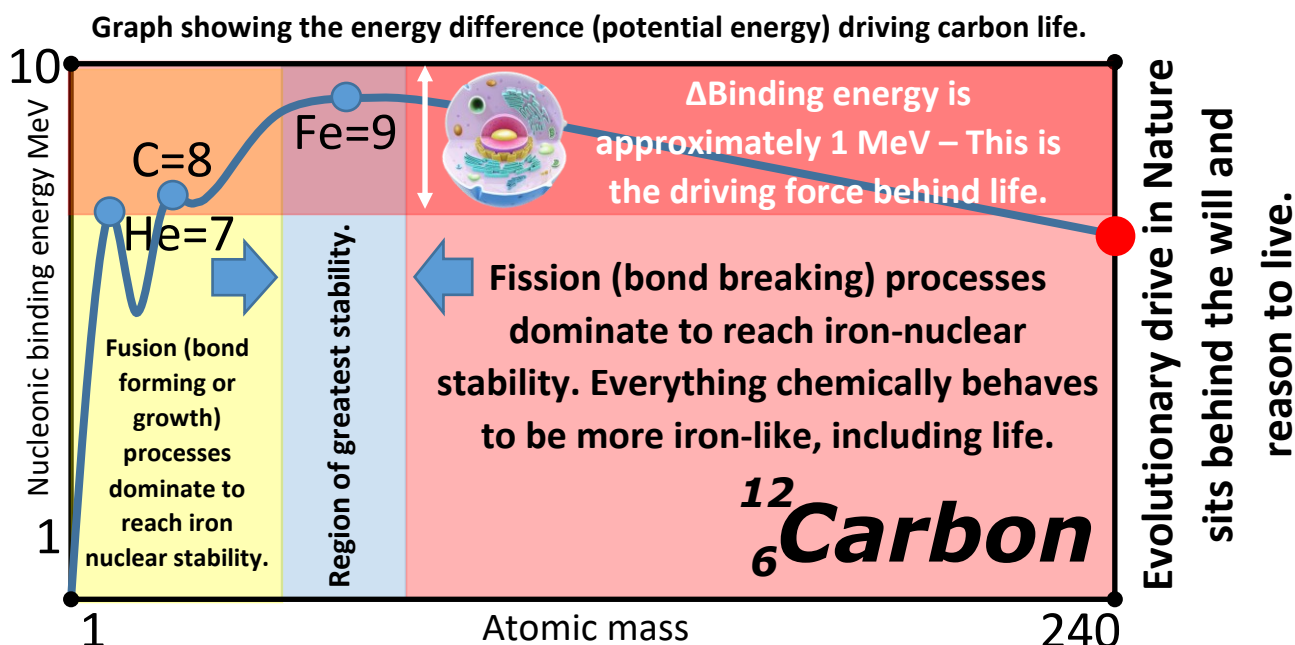 Graph showing the energy difference (potential energy) driving carbon life.
10
Nucleonic binding energy MeV
1
C=8
He=7
Fe=9
ΔBinding energy is
approximately 1 MeV – This is
the driving force behind life.
Fusion (bond
forming or
growth)
processes
dominate to
reach iron
nuclear stability.
Region of greatest stability.
Fission (bond breaking) processes
dominate to reach iron-nuclear
stability. Everything chemically behaves
to be more iron-like, including life.
12
6
Carbon
1
Atomic mass
240
Evolutionary drive in Nature
sits behind the will and
reason to live.